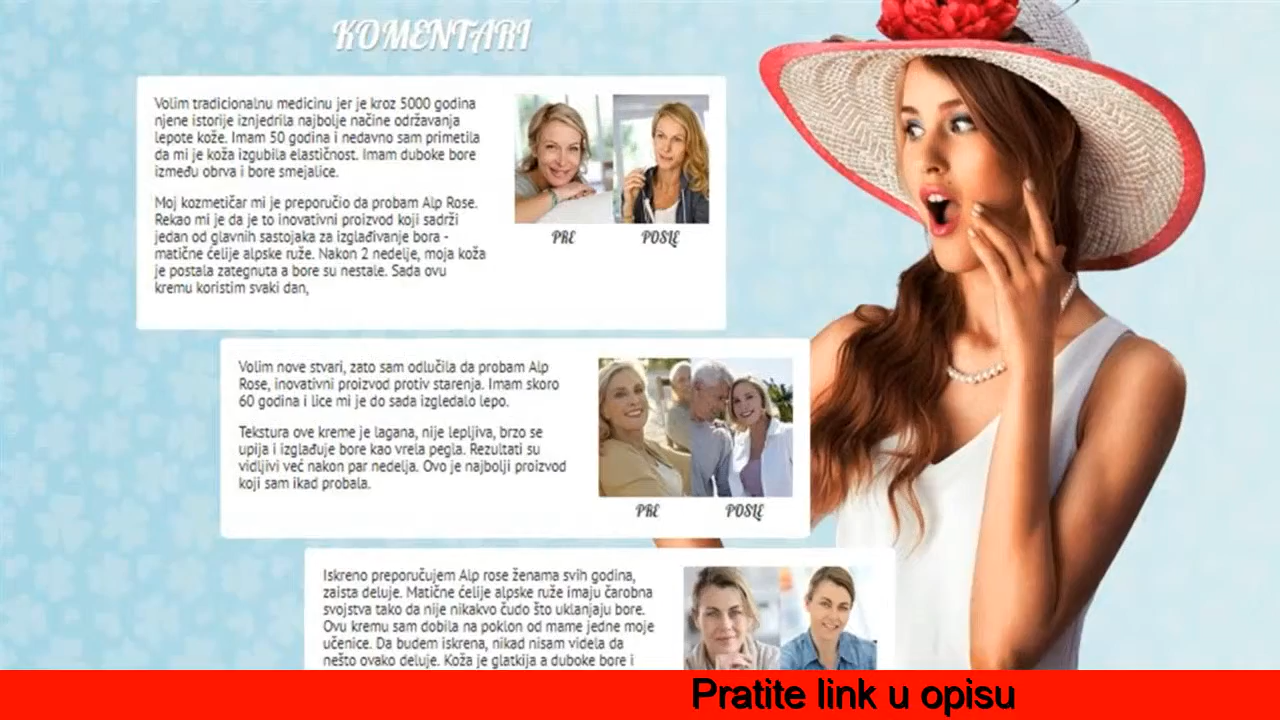 KOMENTARI
Volim tradicionalnu medicinu jer je kroz 5000 godina
njene istorije iznjedrila najbolje načine održavanja
lepote kože. Imam 50 godina i nedavno sam primetila
da mi je koža izgubila elastičnost. Imam duboke bore
između obrva i bore smejalice.
Moj kozmetičar mi je preporučio da probam Alp Rose.
Rekao mi je da je to inovativni proizvod koji sadrži
jedan od glavnih sastojaka za izglađivanje bora -
matične ćelije alpske ruže. Nakon 2 nedelje, moja koža
je postala zategnuta a bore su nestale. Sada ovu
kremu koristim svaki dan,
PRE
POSLE
Volim nove stvari, zato sam odlučila da probam Alp
Rose, inovativni proizvod protiv starenja. Imam skoro
60 godina i lice mi je do sada izgledalo lepo.
Tekstura ove kreme je lagana, nije lepljiva, brzo se
upija i izglađuje bore kao vrela pegla. Rezultati su
vidljivi već nakon par nedelja. Ovo je najbolji proizvod
koji sam ikad probala.
PRE
POSLE
Iskreno preporučujem Alp rose ženama svih godina,
zaista deluje. Matične ćelije alpske ruže imaju čarobna
svojstva tako da nije nikakvo čudo što uklanjaju bore.
Ovu kremu sam dobila na poklon od mame jedne moje
učenice. Da budem iskrena, nikad nisam videla da
nešto ovako deluje. Koža je glatkija a duboke bore i
Pratite link u opisu